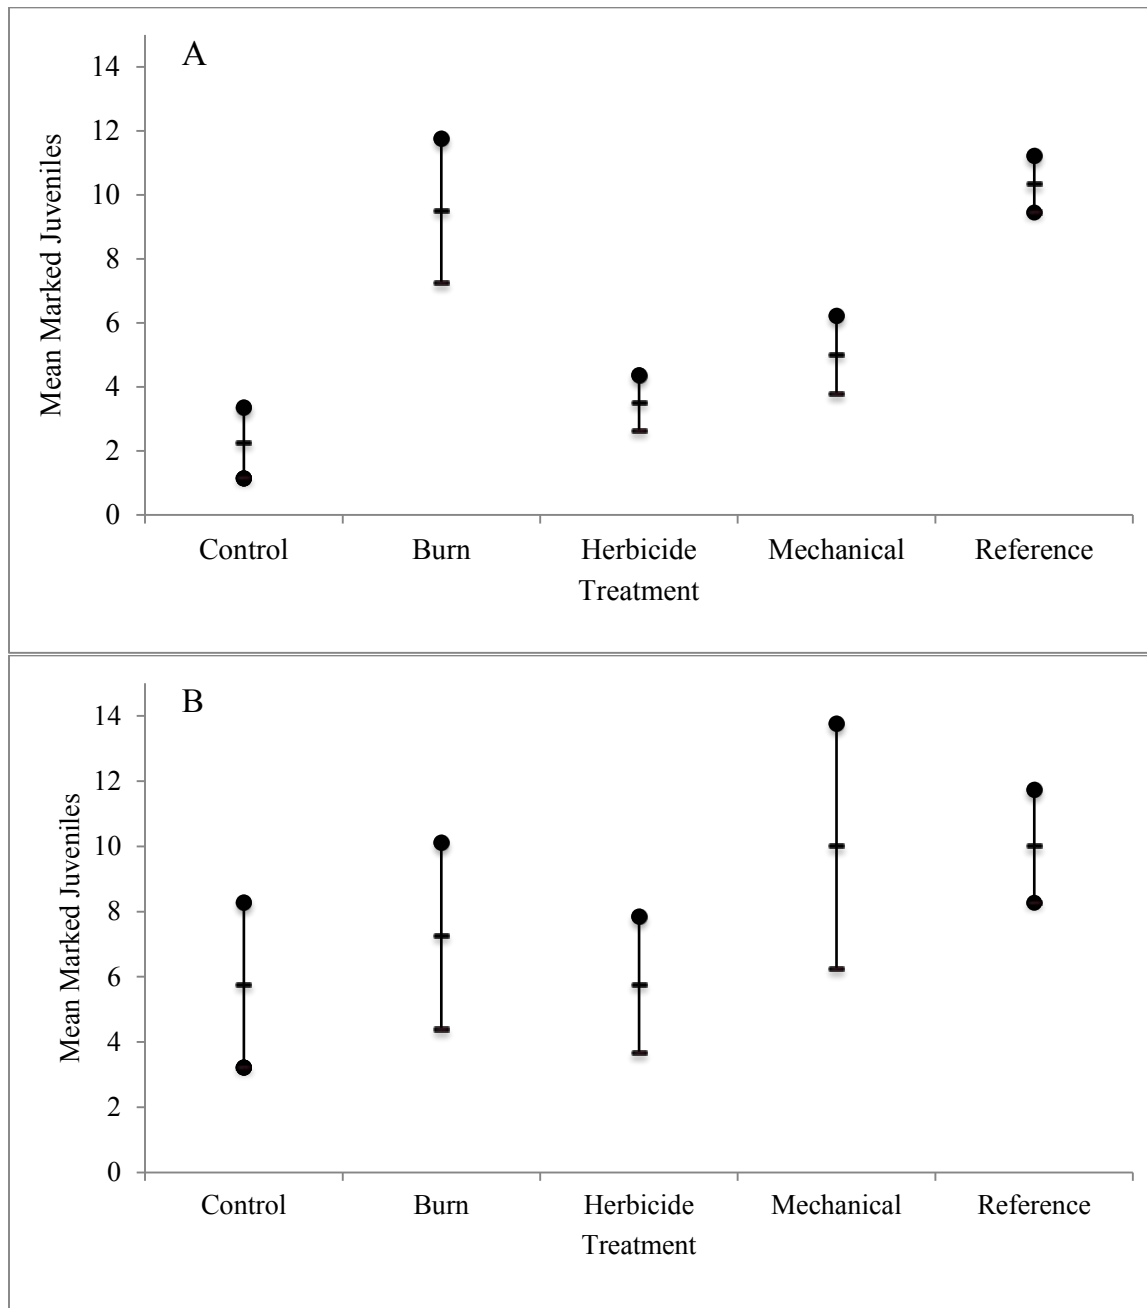 A
Mean Marked Juveniles
14
12
10
8
6
4
2
0
Control Burn Herbicide Mechanical Reference
Treatment
B
Mean Marked Juveniles
14
12
10
8
6
4
2
0
Control Burn Herbicide Mechanical Reference
Treatment